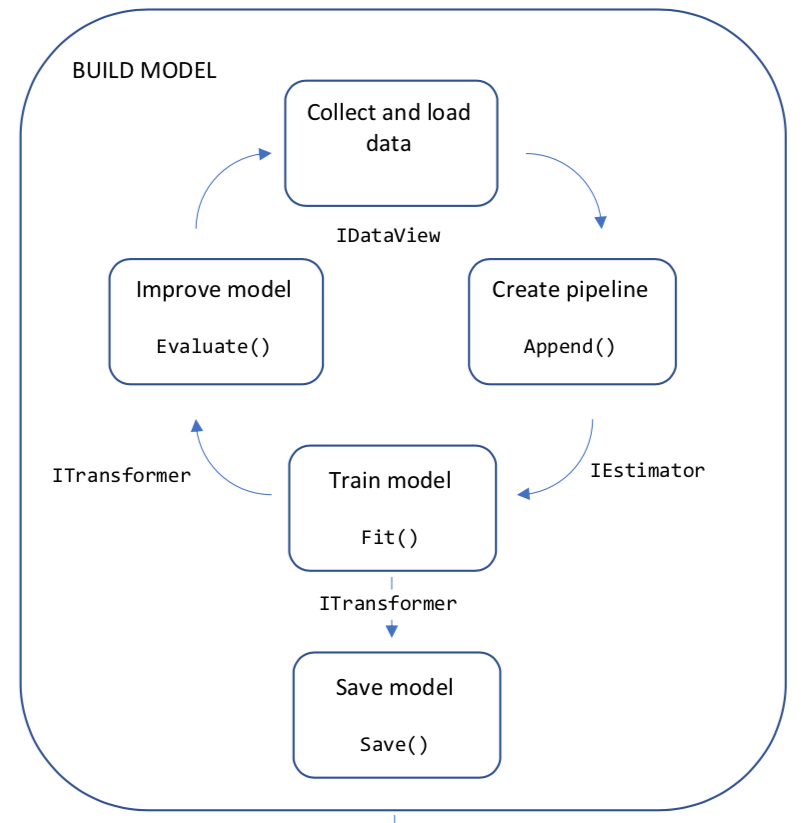 BUILD MODEL
Collect and load
data
IDataView
Improve model
Evaluate()
Create pipeline
Append()
ITransformer
IEstimator
Train model
Fit()
ITransformer
Save model
Save()